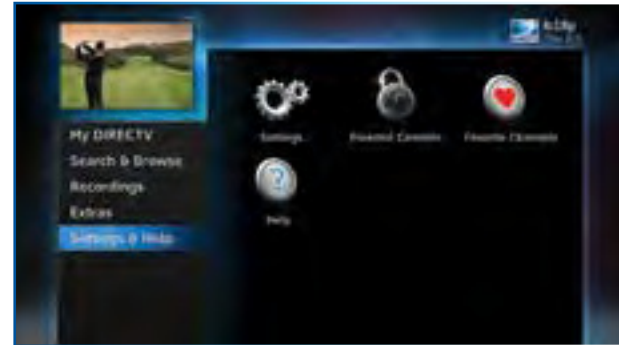 My DIRECTV
Search & Browse
Recordings
Extras
Settings & Help
Settings
Parental Controls
Favorite Channels
Help